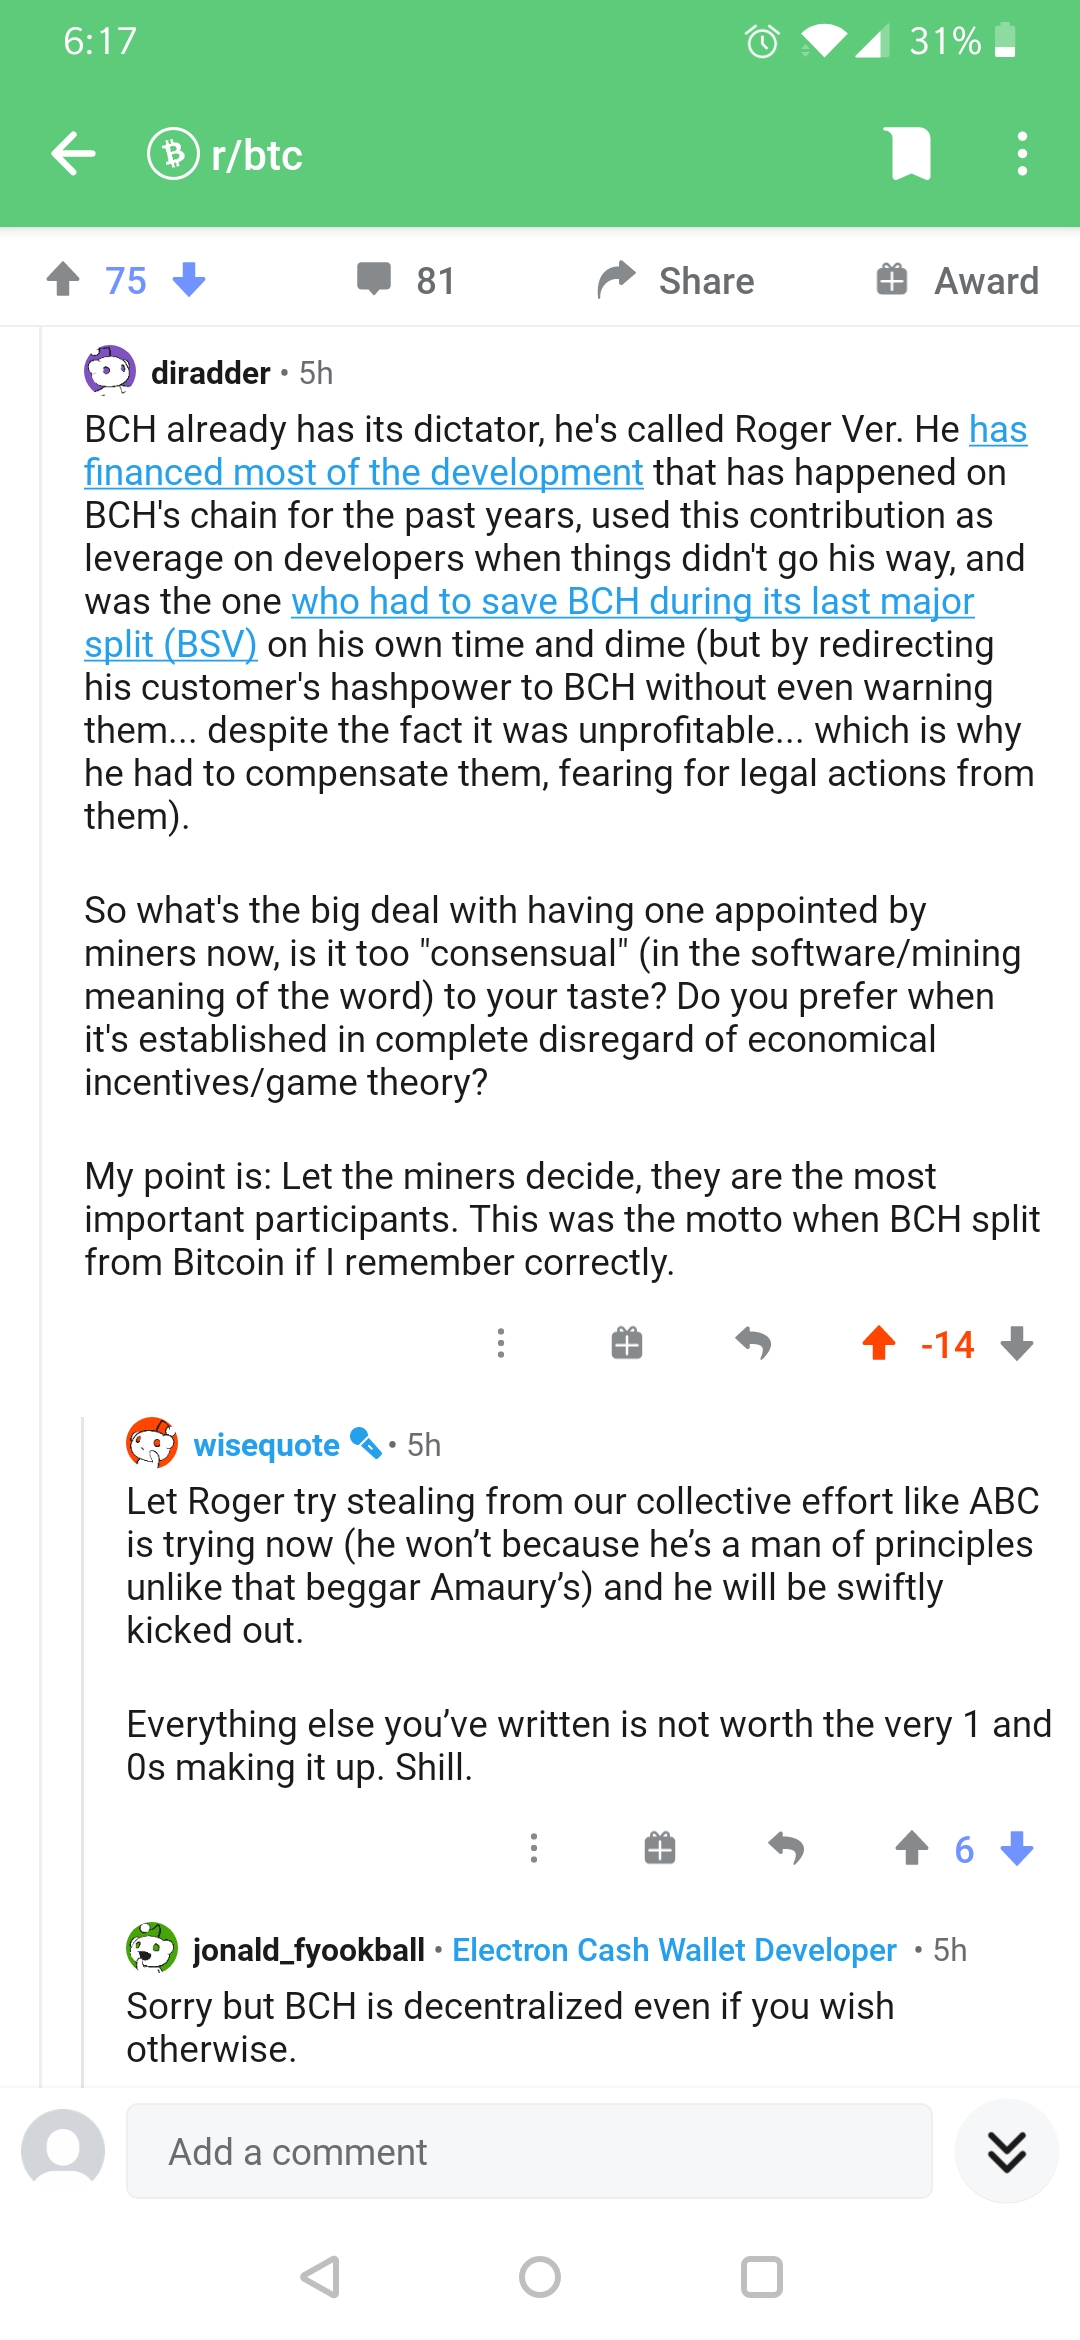 6:17
31%
r/btc
75
81
Share
Award
diradder • 5h
BCH already has its dictator, he's called Roger Ver. He has
financed most of the development that has happened on
BCH's chain for the past years, used this contribution as
leverage on developers when things didn't go his way, and
was the one who had to save BCH during its last major
split (BSV) on his own time and dime (but by redirecting
his customer's hashpower to BCH without even warning
them... despite the fact it was unprofitable... which is why
he had to compensate them, fearing for legal actions from
them).
So what's the big deal with having one appointed by
miners now, is it too "consensual" (in the software/mining
meaning of the word) to your taste? Do you prefer when
it's established in complete disregard of economical
incentives/game theory?
My point is: Let the miners decide, they are the most
important participants. This was the motto when BCH split
from Bitcoin if I remember correctly.
-14
wisequote • 5h
Let Roger try stealing from our collective effort like ABC
is trying now (he won’t because he’s a man of principles
unlike that beggar Amaury’s) and he will be swiftly
kicked out.
Everything else you’ve written is not worth the very 1 and
0s making it up. Shill.
6
jonald_fyookball • Electron Cash Wallet Developer • 5h
Sorry but BCH is decentralized even if you wish
otherwise.
Add a comment